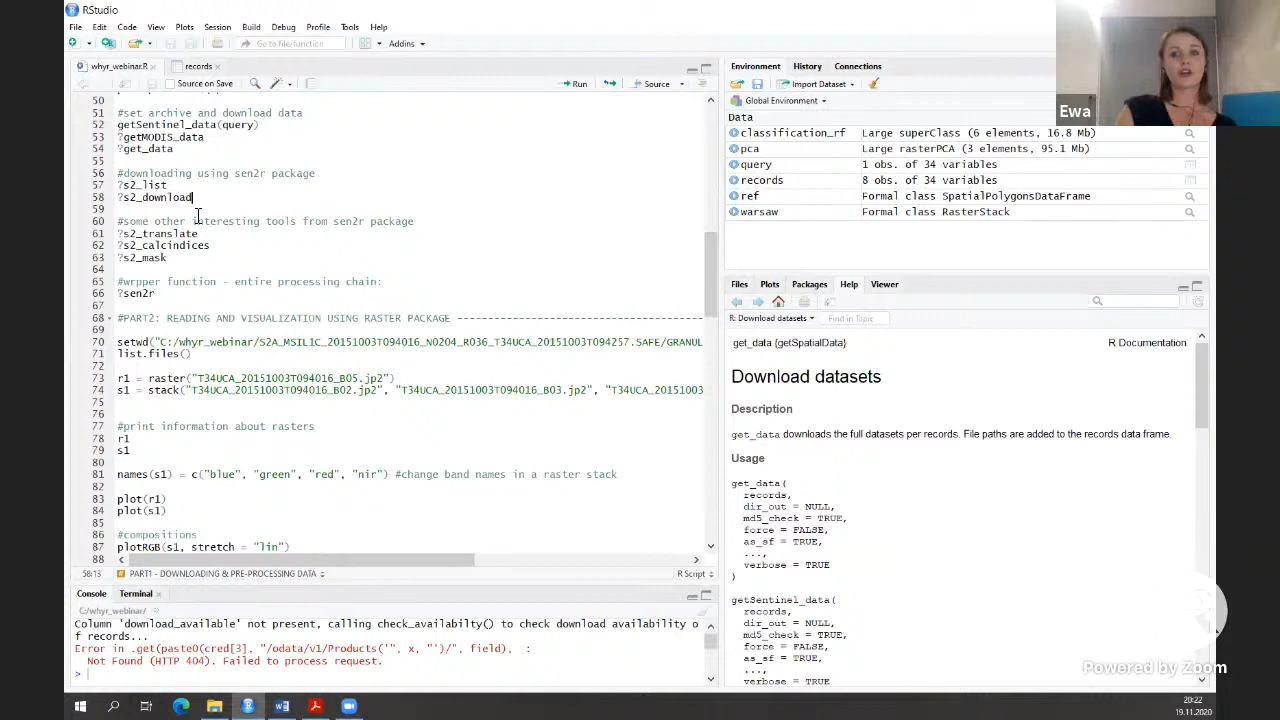 RStudio
File Edit Code View Plots Session Build Debug Profile Tools Help
Go to file/function Addins
whyr_webinar.R records
Source on Save Run Source
50
51 #set archive and download data
52 getSentinel_data(query)
53 ?getMODIS_data
54 ?get_data
55
56 #downloading using sen2r package
57 ?s2_list
58 ?s2_download
59
60 #some other interesting tools from sen2r package
61 ?s2_translate
62 ?s2_calcindices
63 ?s2_mask
64
65 #wrpper function - entire processing chain:
66 ?sen2r
67
68 #PART2: READING AND VISUALIZATION USING RASTER PACKAGE ----------------------------------------
69
70 setwd("C:/whyr_webinar/S2A_MSIL1C_20151003T094016_N0204_R036_T34UCA_20151003T094257.SAFE/GRANUL
71 list.files()
72
73 r1 = raster("T34UCA_20151003T094016_B05.jp2")
74 s1 = stack("T34UCA_20151003T094016_B02.jp2", "T34UCA_20151003T094016_B03.jp2", "T34UCA_20151003
75
76
77 #print information about rasters
78 r1
79 s1
80
81 names(s1) = c("blue", "green", "red", "nir") #change band names in a raster stack
82
83 plot(r1)
84 plot(s1)
85
86 #compositions
87 plotRGB(s1, stretch = "lin")
88
58:13 PART1 - DOWNLOADING & PRE-PROCESSING DATA R Script
Console Terminal
C:/whyr_webinar/
Column 'download_available' not present, calling check_availabilty() to check download availability o
f records...
Error in .get(paste0(cred[3], "/odata/v1/Products('", x, "')/", field), :
Not Found (HTTP 404). Failed to process request.
>
Environment History Connections
Import Dataset
Global Environment
Data
classification_rf Large superClass (6 elements, 16.8 Mb)
pca Large rasterPCA (3 elements, 95.1 Mb)
query 1 obs. of 34 variables
records 8 obs. of 34 variables
ref Formal class SpatialPolygonsDataFrame
warsaw Formal class RasterStack
Files Plots Packages Help Viewer
R: Download datasets Find in Topic
get_data {getSpatialData} R Documentation
Download datasets
Description
get_data downloads the full datasets per records. File paths are added to the records data frame.
Usage
get_data(
records,
dir_out = NULL,
md5_check = TRUE,
force = FALSE,
as_sf = TRUE,
...,
verbose = TRUE
)
getSentinel_data(
records,
dir_out = NULL,
md5_check = TRUE,
force = FALSE,
as_sf = TRUE,
...,
verbose = TRUE
Ewa
Powered by Zoom
20:22
19.11.2020